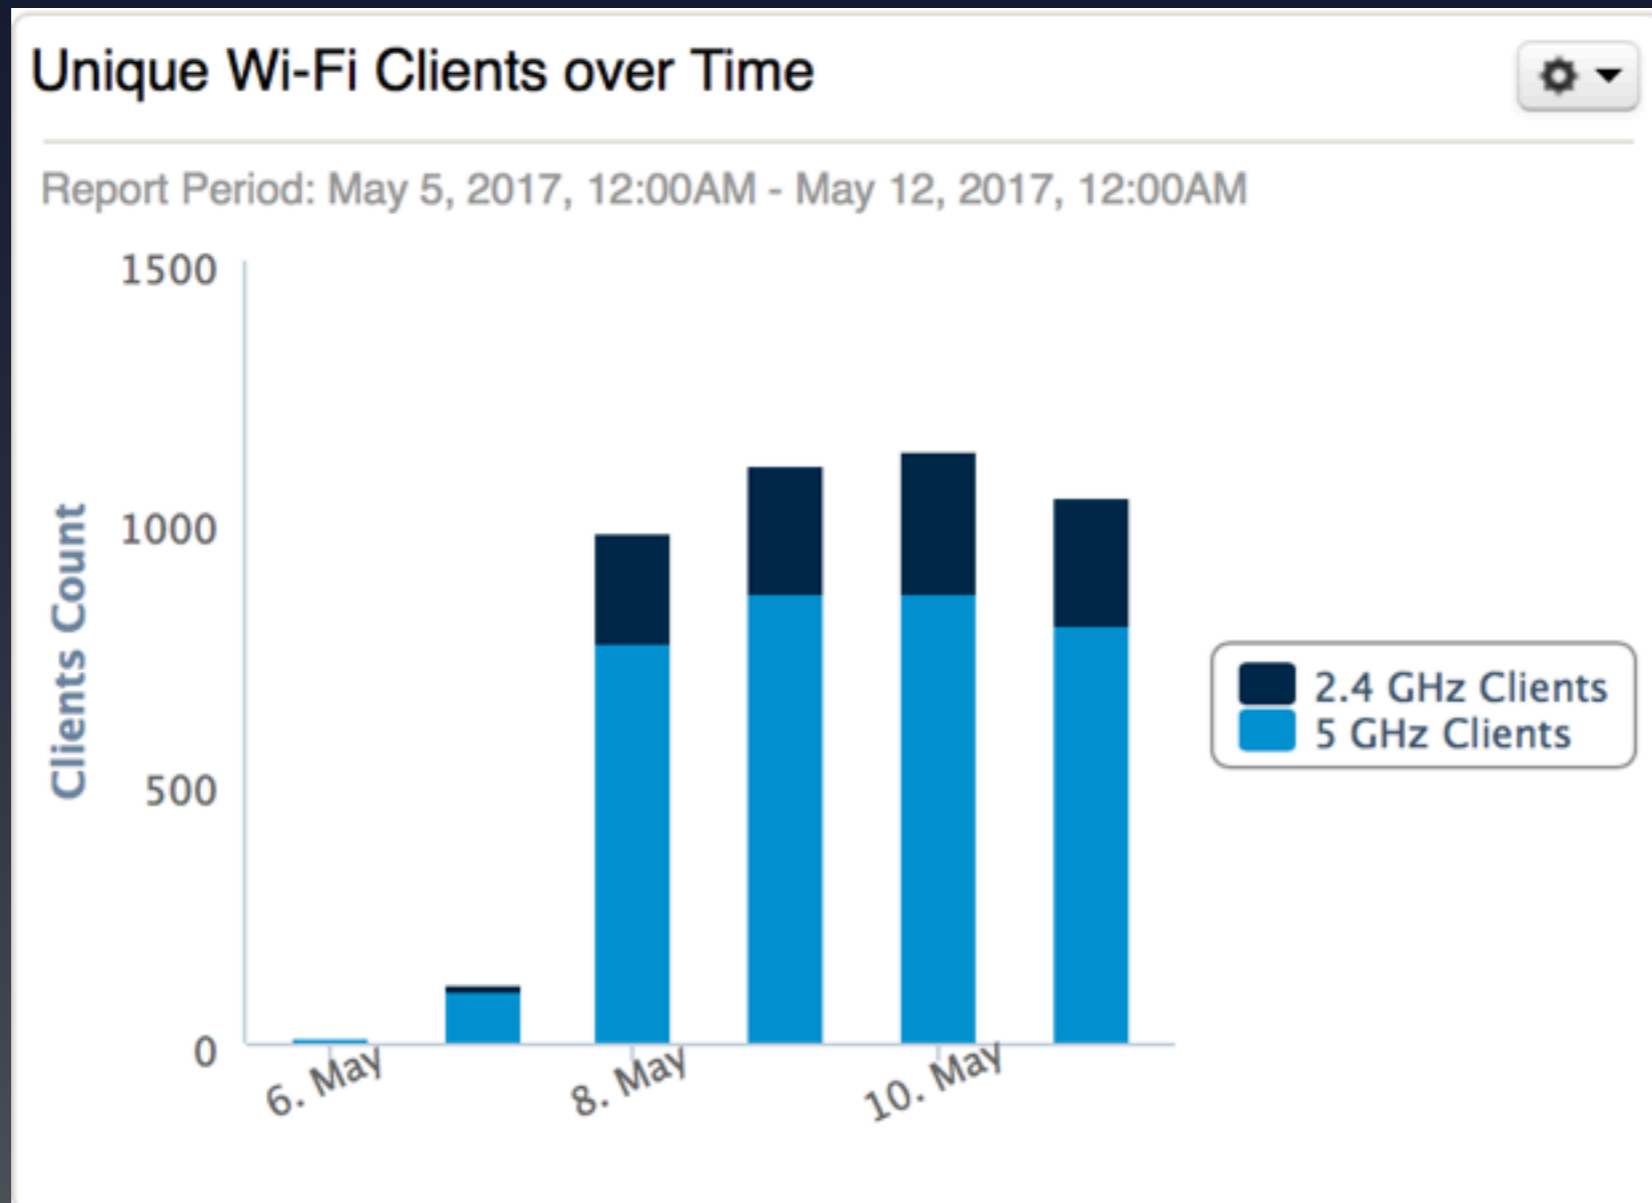 Unique Wi-Fi Clients over Time
Report Period: May 5, 2017, 12:00AM - May 12, 2017, 12:00AM
1500
1000
500
0
Clients Count
6. May
8. May
10. May
2.4 GHz Clients
5 GHz Clients